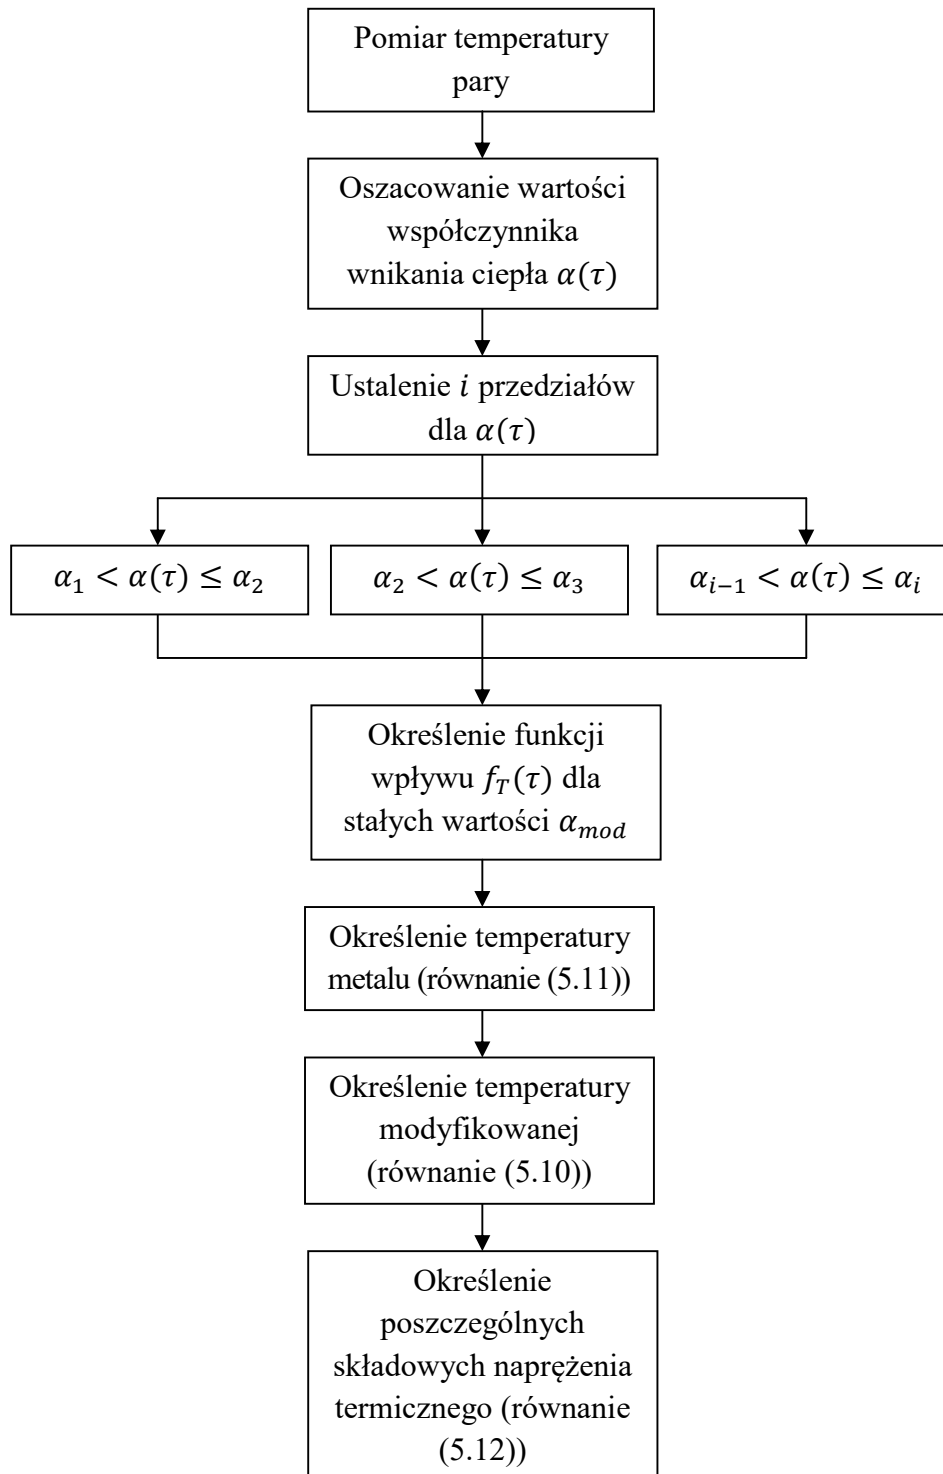 Pomiar temperatury
pary
Oszacowanie wartości
współczynnika
wnikania ciepła α(τ)
Ustalenie i przedziałów
dla α(τ)
α₁ < α(τ) ≤ α₂
α₂ < α(τ) ≤ α₃
αᵢ₋₁ < α(τ) ≤ αᵢ
Określenie funkcji
wpływu f_T(τ) dla
stałych wartości α_mod
Określenie temperatury
metalu (równanie (5.11))
Określenie temperatury
modyfikowanej
(równanie (5.10))
Określenie
poszczególnych
składowych naprężenia
termicznego (równanie
(5.12))